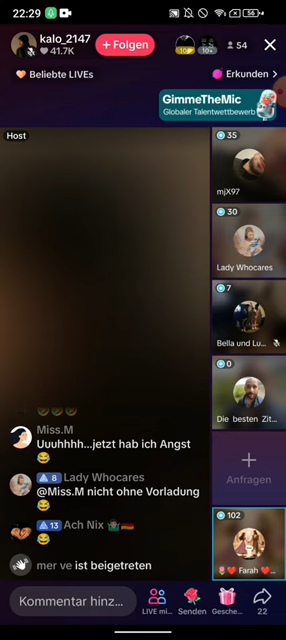 22:29
56
kalo_2147
41.7K
+ Folgen
10
10+
54
Beliebte LIVEs
Erkunden >
GimmeTheMic
Globaler Talentwettbewerb
Host
35
mjX97
30
Lady Whocares
7
Bella und Lu...
0
Die besten Zit...
Anfragen
102
Farah ...
Miss.M
Uuuhhhh...jetzt hab ich Angst
8 Lady Whocares
@Miss.M nicht ohne Vorladung
13 Ach Nix
mer ve ist beigetreten
Kommentar hinz...
LIVE mi...
Senden
Gesche...
22